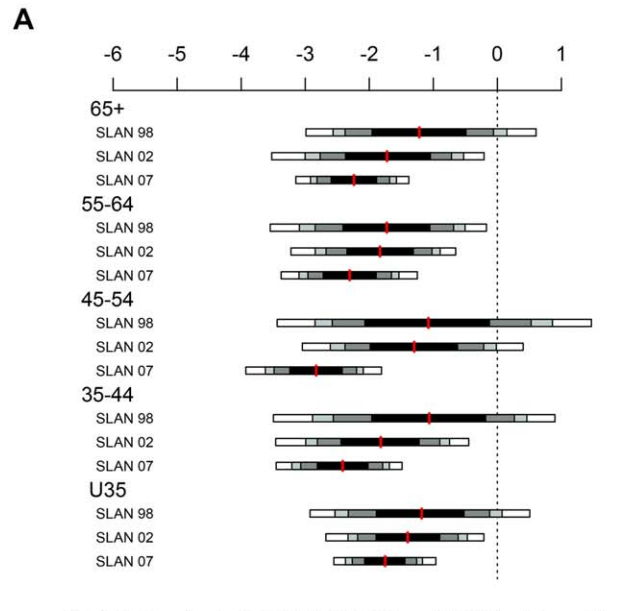 A
-6 -5 -4 -3 -2 -1 0 1
65+
SLAN 98
SLAN 02
SLAN 07
55-64
SLAN 98
SLAN 02
SLAN 07
45-54
SLAN 98
SLAN 02
SLAN 07
35-44
SLAN 98
SLAN 02
SLAN 07
U35
SLAN 98
SLAN 02
SLAN 07